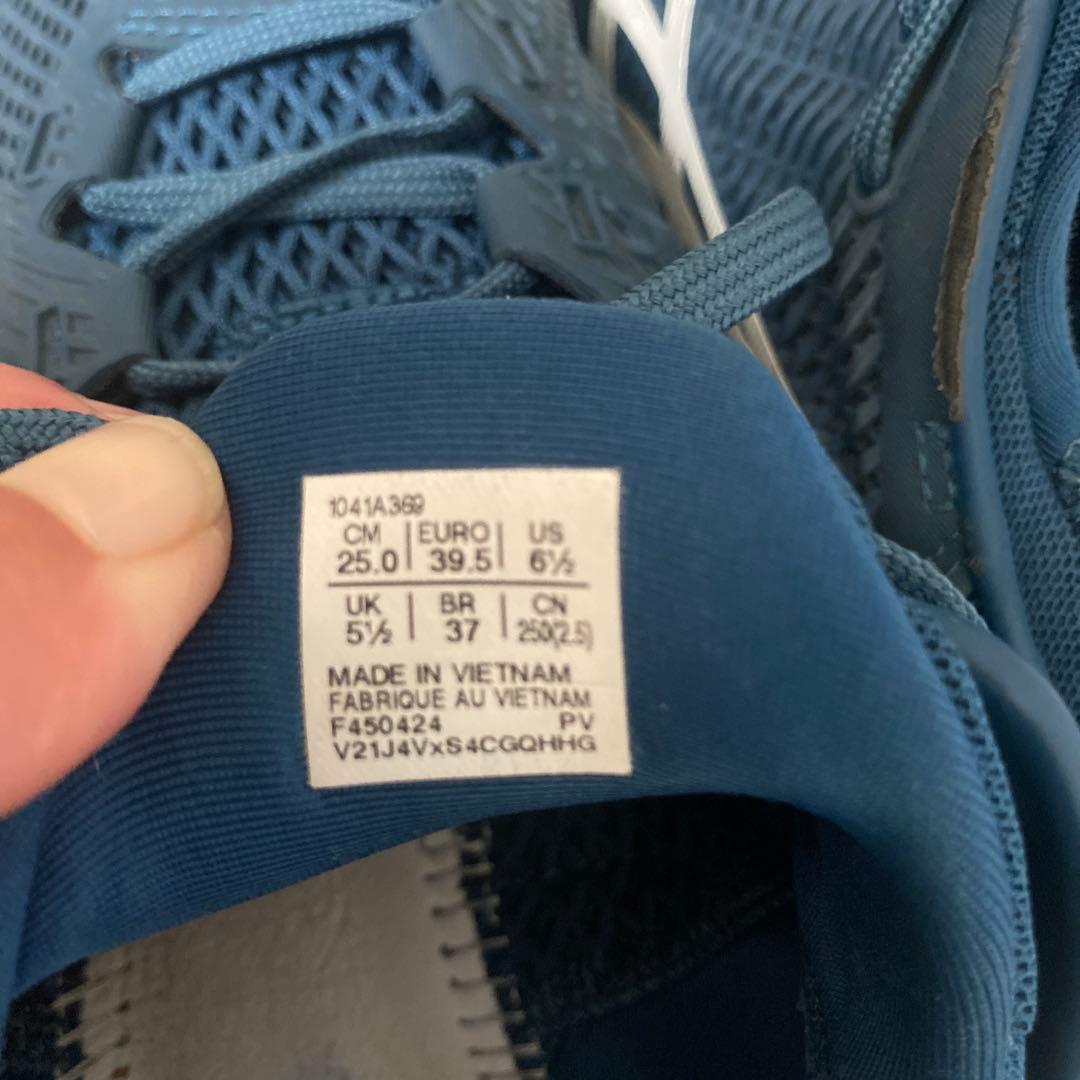 1041A369
CM EURO US
25.0 39.5 6½
UK BR CN
5½ 37 250(2.5)
MADE IN VIETNAM
FABRIQUE AU VIETNAM
F450424 PV
V21J4VxS4CGQHHG